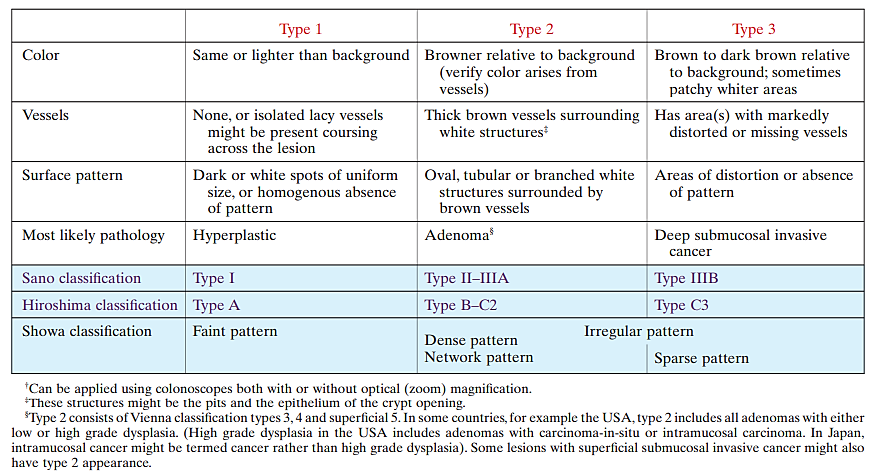 Type 1 Type 2 Type 3
Color Same or lighter than background Browner relative to background Brown to dark brown relative
(verify color arises from to background; sometimes
vessels) patchy whiter areas
Vessels None, or isolated lacy vessels Thick brown vessels surrounding Has area(s) with markedly
might be present coursing white structures‡ distorted or missing vessels
across the lesion
Surface pattern Dark or white spots of uniform Oval, tubular or branched white Areas of distortion or absence
size, or homogenous absence structures surrounded by of pattern
of pattern brown vessels
Most likely pathology Hyperplastic Adenoma§ Deep submucosal invasive
cancer
Sano classification Type I Type II–IIIA Type IIIB
Hiroshima classification Type A Type B–C2 Type C3
Showa classification Faint pattern Irregular pattern
Dense pattern
Network pattern Sparse pattern
†Can be applied using colonoscopes both with or without optical (zoom) magnification.
‡These structures might be the pits and the epithelium of the crypt opening.
§Type 2 consists of Vienna classification types 3, 4 and superficial 5. In some countries, for example the USA, type 2 includes all adenomas with either
low or high grade dysplasia. (High grade dysplasia in the USA includes adenomas with carcinoma-in-situ or intramucosal carcinoma. In Japan,
intramucosal cancer might be termed cancer rather than high grade dysplasia). Some lesions with superficial submucosal invasive cancer might also
have type 2 appearance.